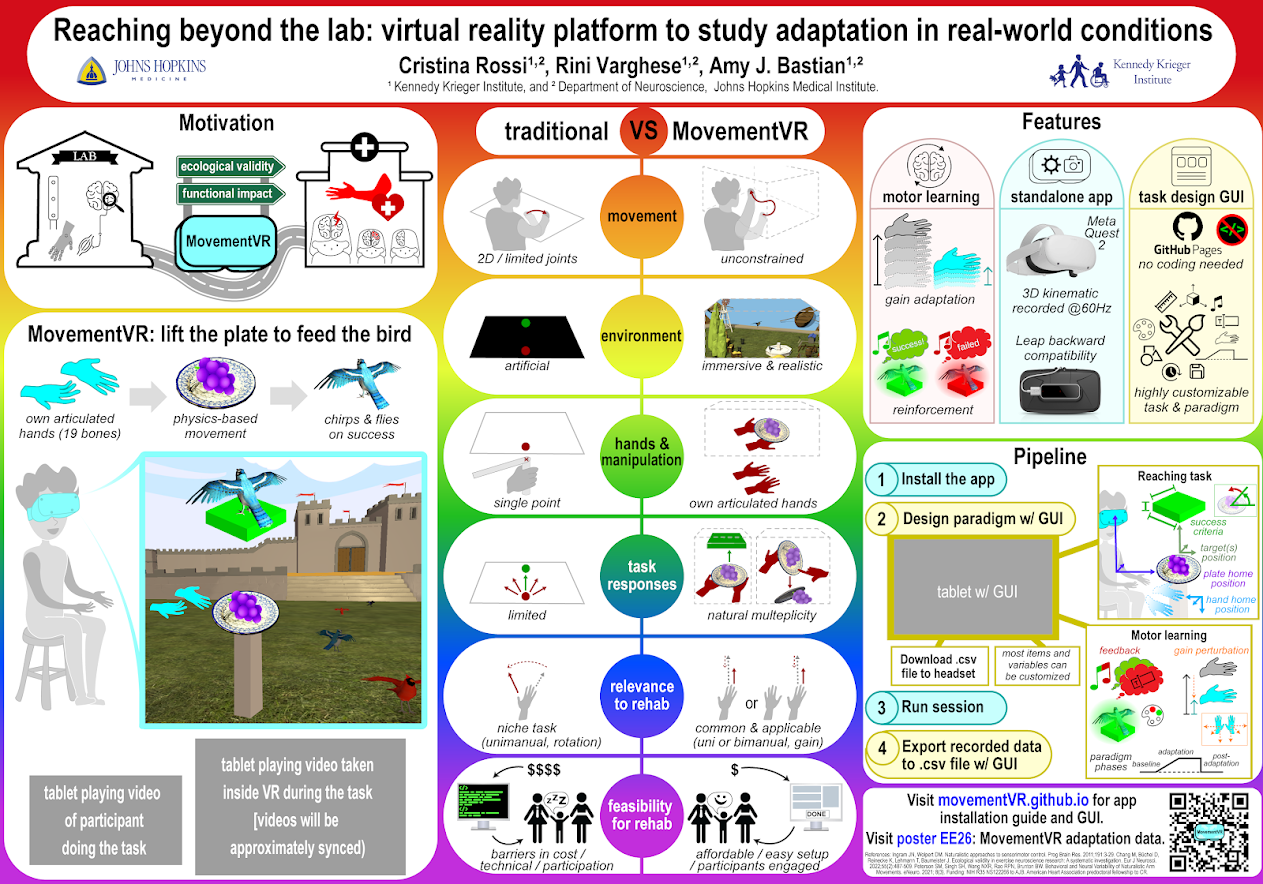 Reaching beyond the lab: virtual reality platform to study adaptation in real-world conditions
JOHNS HOPKINS
MEDICINE
Cristina Rossi¹,², Rini Varghese¹,², Amy J. Bastian¹,²
¹ Kennedy Krieger Institute, and ² Department of Neuroscience, Johns Hopkins Medical Institute.
Kennedy Krieger
Institute
Motivation
LAB
ecological validity
functional impact
MovementVR
MovementVR: lift the plate to feed the bird
own articulated
hands (19 bones)
physics-based
movement
chirps & flies
on success
tablet playing video
of participant
doing the task
tablet playing video taken
inside VR during the task
[videos will be
approximately synced)
traditional VS MovementVR
movement
2D / limited joints
unconstrained
environment
artificial
immersive & realistic
hands &
manipulation
single point
own articulated hands
task
responses
limited
natural multeplicity
relevance
to rehab
niche task
(unimanual, rotation)
or
common & applicable
(uni or bimanual, gain)
feasibility
for rehab
$$$$
zzZ
barriers in cost /
technical / participation
$
DONE
affordable / easy setup
/ participants engaged
Features
motor learning
gain adaptation
success!
failed
reinforcement
standalone app
Meta
Quest
2
3D kinematic
recorded @60Hz
Leap backward
compatibility
task design GUI
GitHub Pages
</>
no coding needed
highly customizable
task & paradigm
Pipeline
1 Install the app
2 Design paradigm w/ GUI
tablet w/ GUI
Download .csv
file to headset
most items and
variables can
be customized
3 Run session
4 Export recorded data
to .csv file w/ GUI
Reaching task
success
criteria
target(s)
position
plate home
position
hand home
position
Motor learning
feedback
gain perturbation
paradigm
phases
baseline
adaptation
post-
adaptation
Visit movementVR.github.io for app
installation guide and GUI.
Visit poster EE26: MovementVR adaptation data.
MovementVR